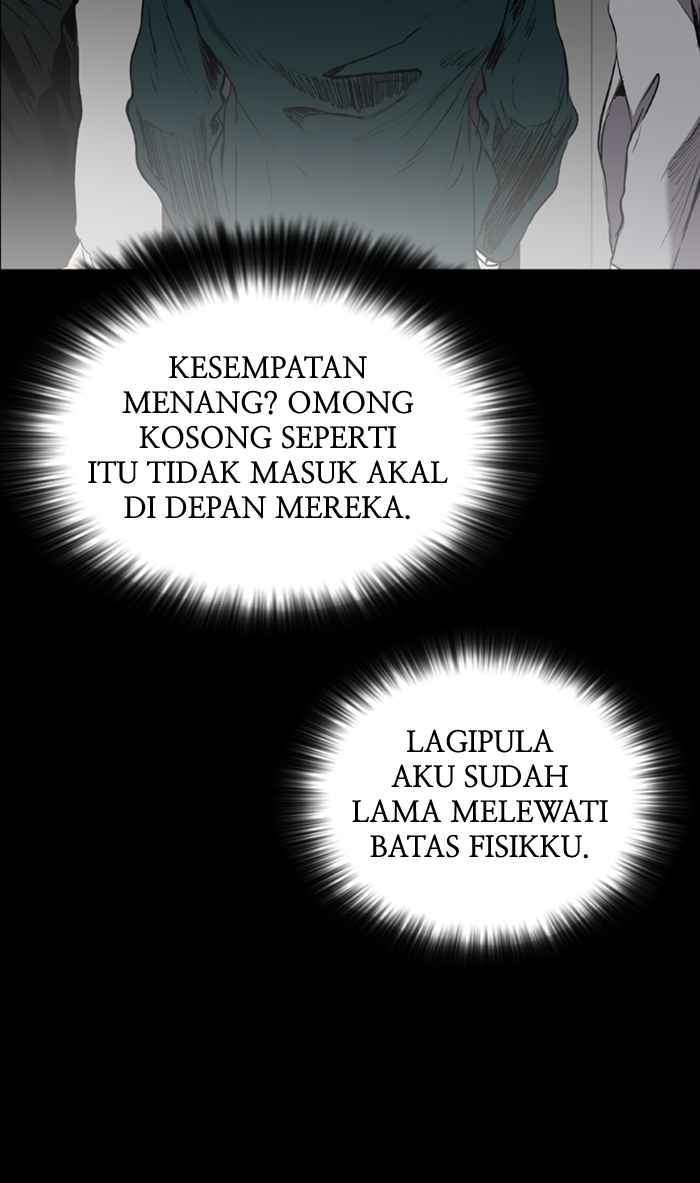 KESEMPATAN
MENANG? OMONG
KOSONG SEPERTI
ITU TIDAK MASUK AKAL
DI DEPAN MEREKA.
LAGIPULA
AKU SUDAH
LAMA MELEWATI
BATAS FISIKKU.